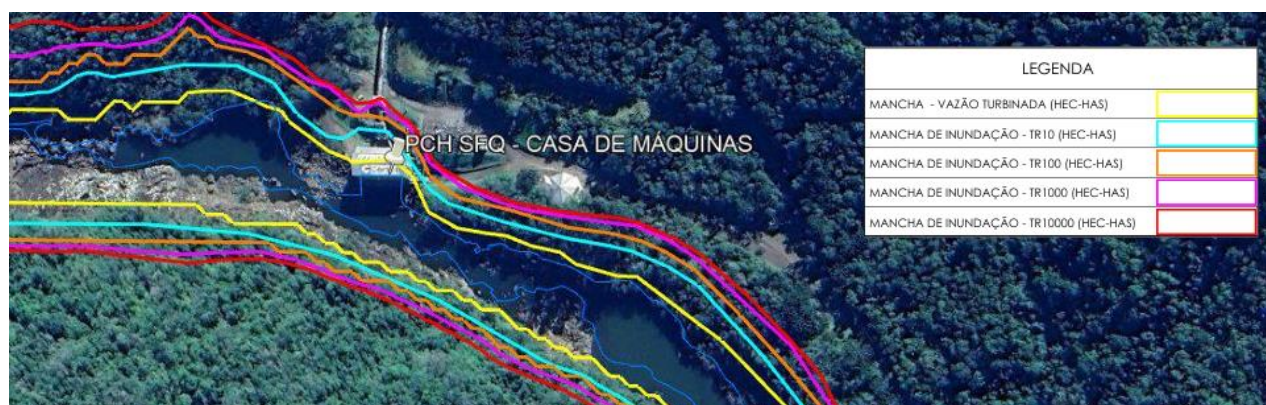 LEGENDA
MANCHA - VAZÃO TURBINADA (HEC-HAS)
MANCHA DE INUNDAÇÃO - TR10 (HEC-HAS)
PCH SFQ - CASA DE MÁQUINAS
MANCHA DE INUNDAÇÃO - TR100 (HEC-HAS)
MANCHA DE INUNDAÇÃO - TR1000 (HEC-HAS)
MANCHA DE INUNDAÇÃO - TR10000 (HEC-HAS)